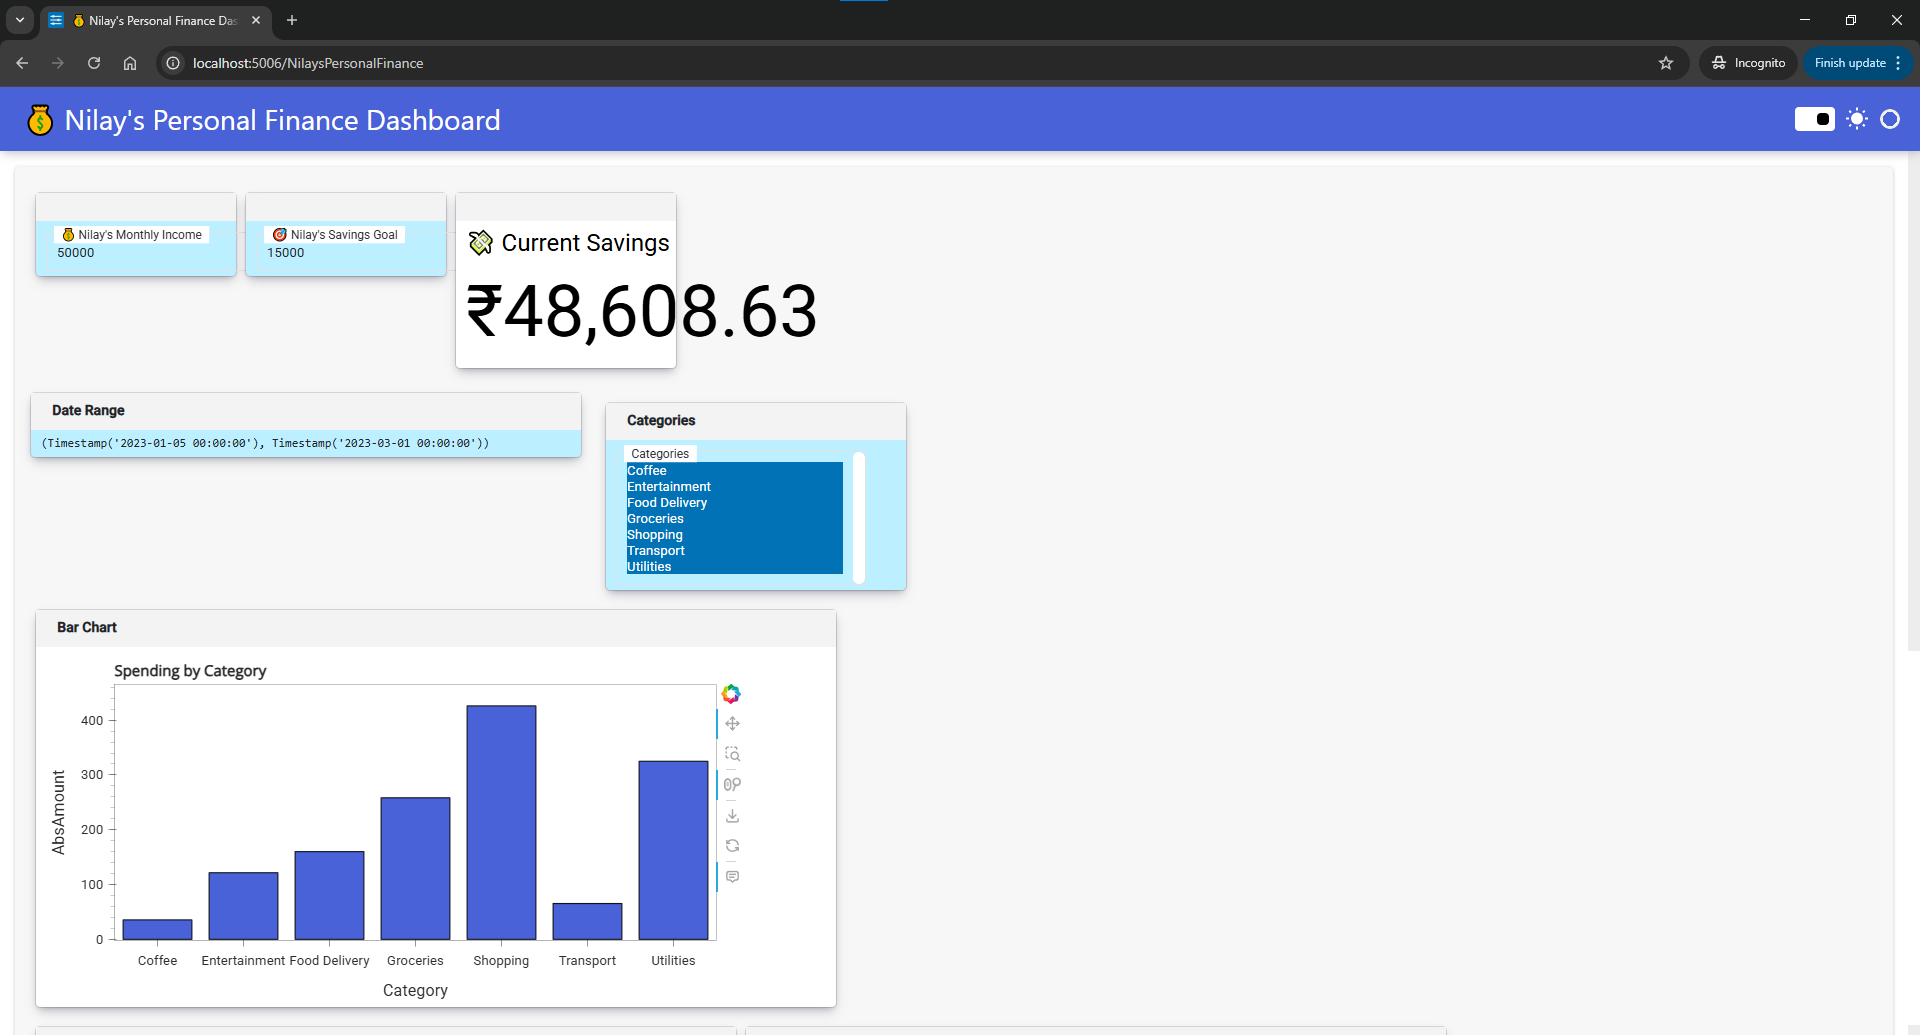 Nilay's Personal Finance Das
localhost:5006/NilaysPersonalFinance
Incognito
Finish update
Nilay's Personal Finance Dashboard
Nilay's Monthly Income
50000
Nilay's Savings Goal
15000
Current Savings
₹48,608.63
Date Range
(Timestamp('2023-01-05 00:00:00'), Timestamp('2023-03-01 00:00:00'))
Categories
Categories
Coffee
Entertainment
Food Delivery
Groceries
Shopping
Transport
Utilities
Bar Chart
Spending by Category
400
300
200
100
0
AbsAmount
Coffee Entertainment Food Delivery Groceries Shopping Transport Utilities
Category